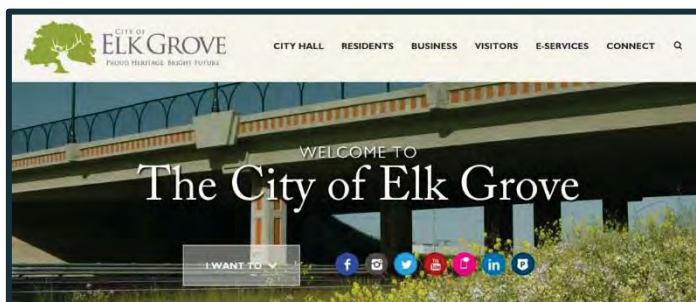 CITY OF
ELK GROVE
PROUD HERITAGE. BRIGHT FUTURE.
CITY HALL RESIDENTS BUSINESS VISITORS E-SERVICES CONNECT
WELCOME TO
The City of Elk Grove
I WANT TO